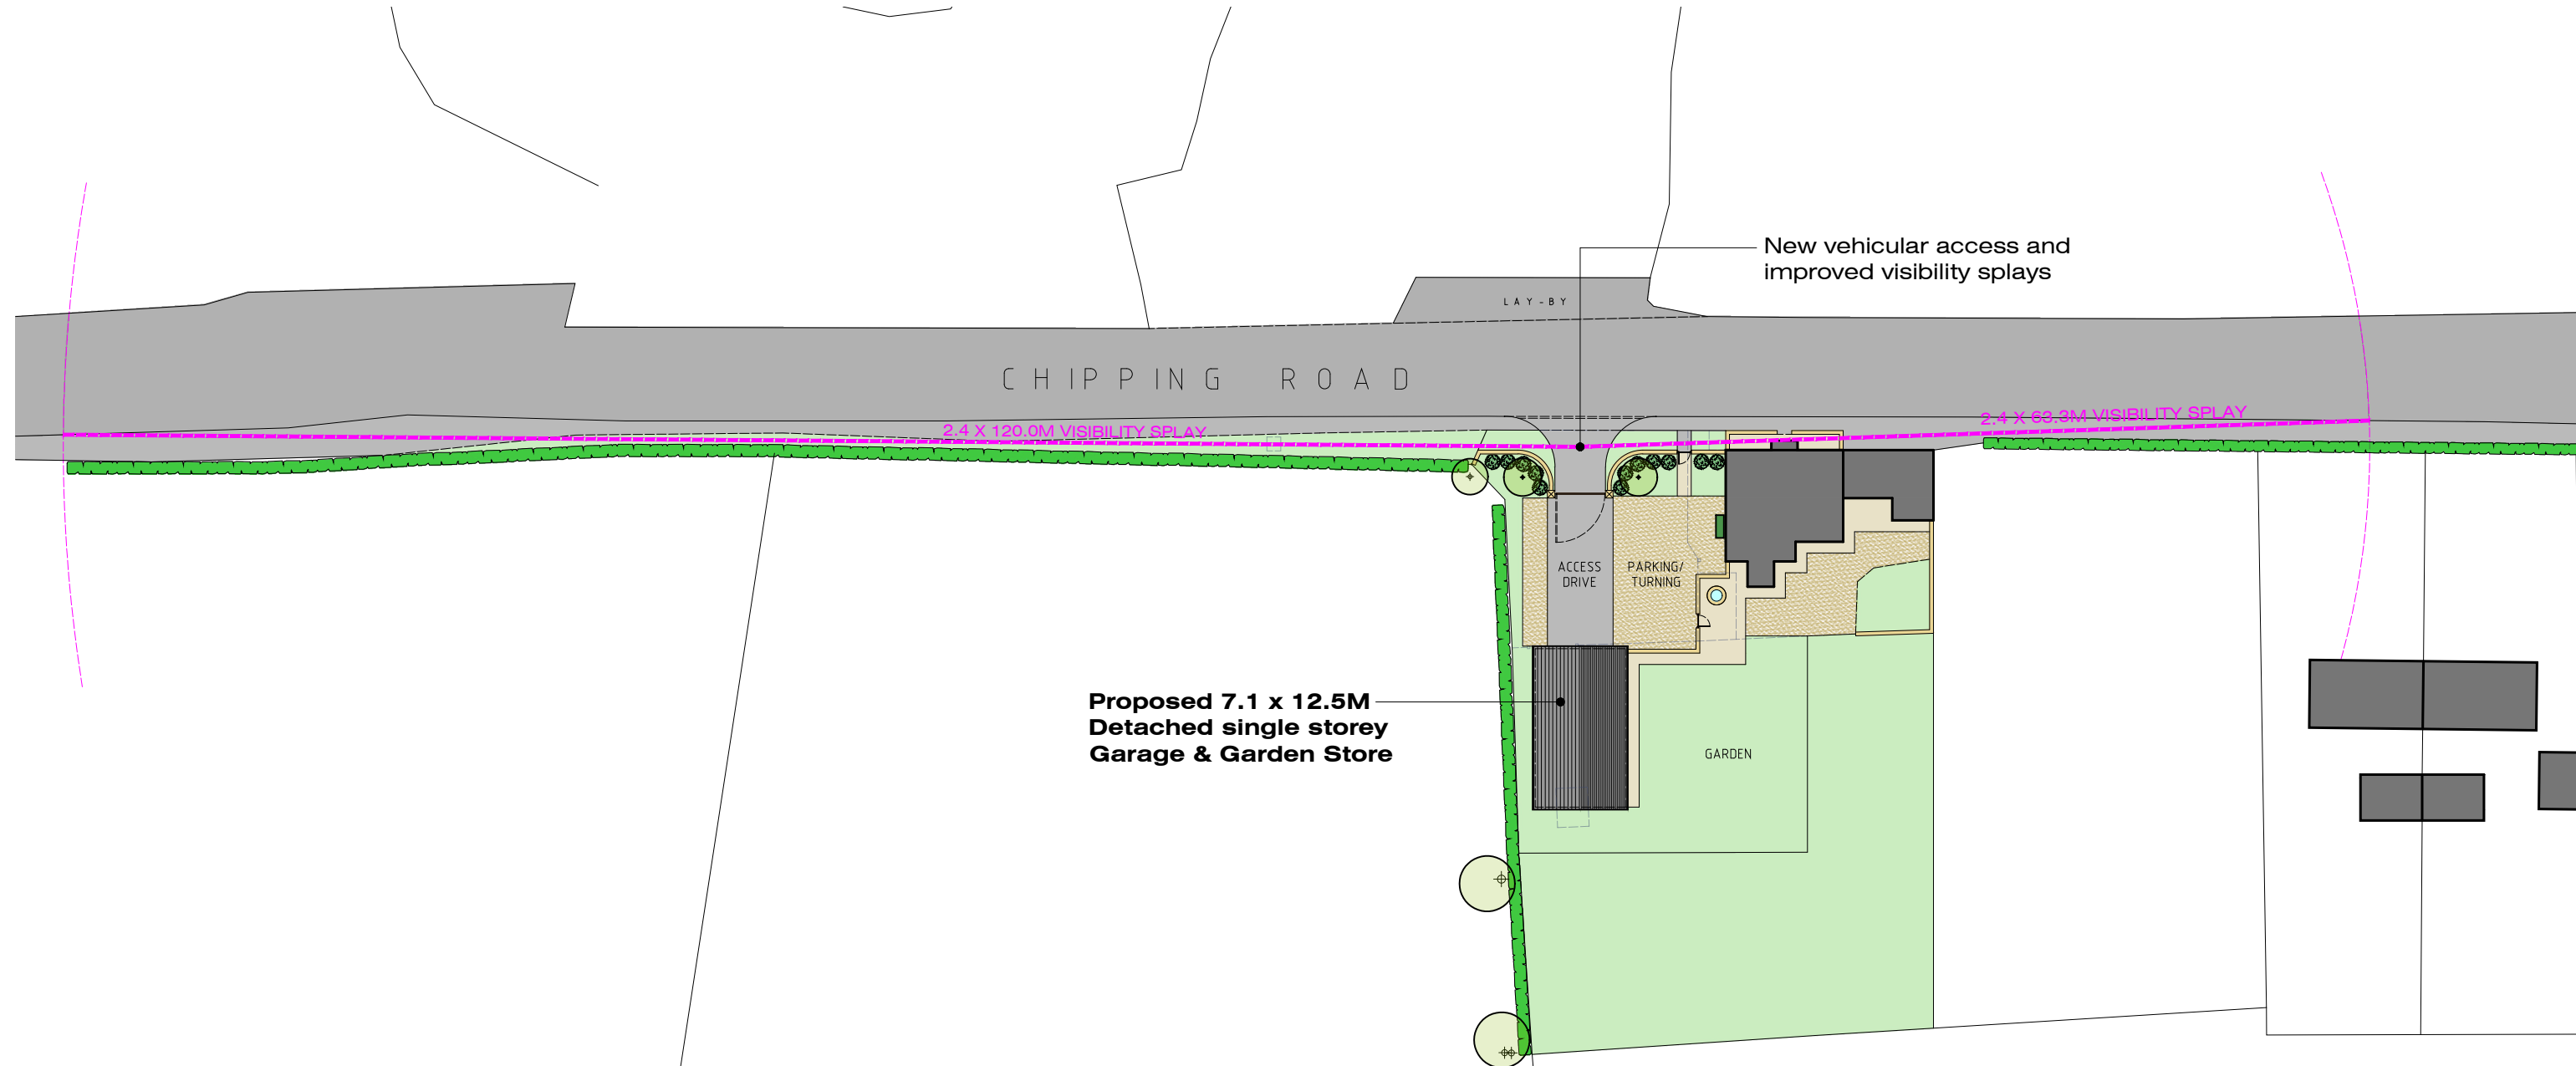 New vehicular access and
improved visibility splays
LAY-BY
CHIPPING ROAD
2.4 X 120.0M VISIBILITY SPLAY
2.4 X 63.3M VISIBILITY SPLAY
ACCESS
DRIVE
PARKING/
TURNING
Proposed 7.1 x 12.5M
Detached single storey
Garage & Garden Store
GARDEN